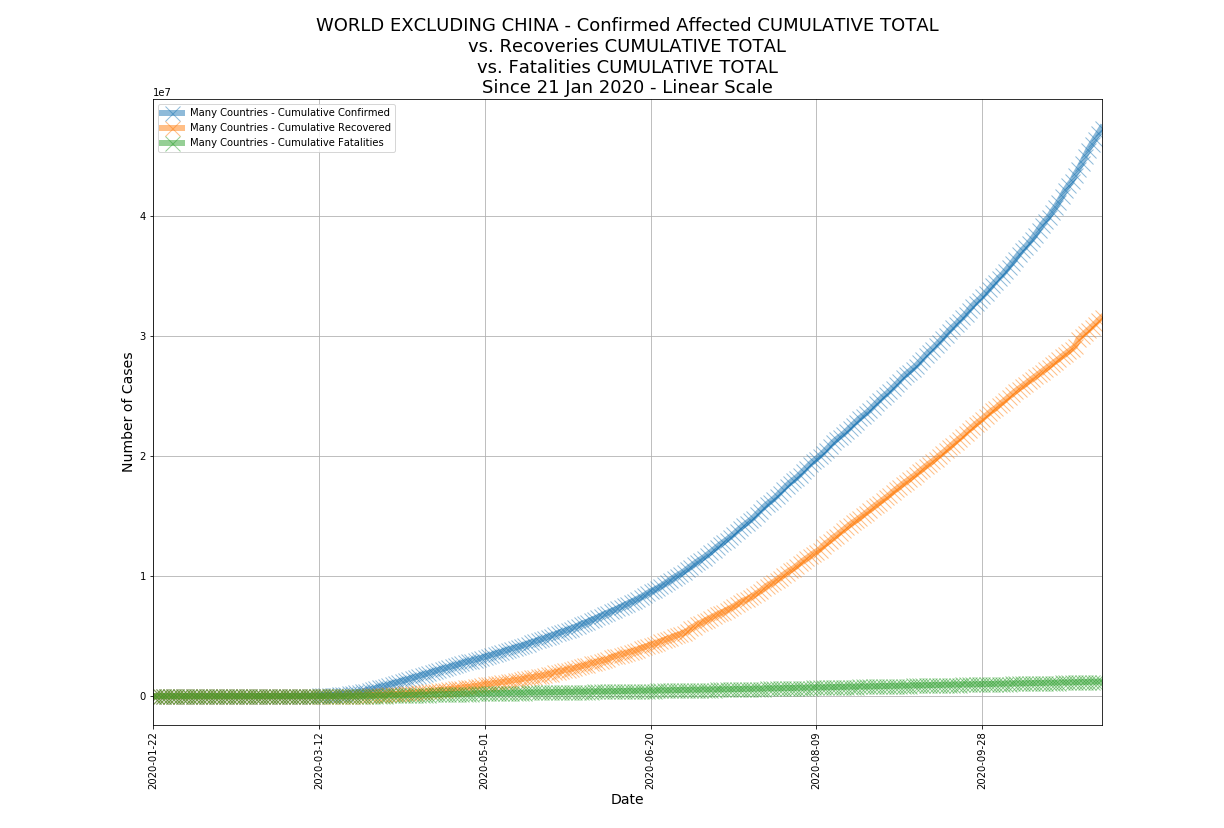 WORLD EXCLUDING CHINA - Confirmed Affected CUMULATIVE TOTAL
vs. Recoveries CUMULATIVE TOTAL
vs. Fatalities CUMULATIVE TOTAL
Since 21 Jan 2020 - Linear Scale
1e7
Many Countries - Cumulative Confirmed
Many Countries - Cumulative Recovered
Many Countries - Cumulative Fatalities
4
3
2
1
0
Number of Cases
2020-01-22
2020-03-12
2020-05-01
2020-06-20
2020-08-09
2020-09-28
Date